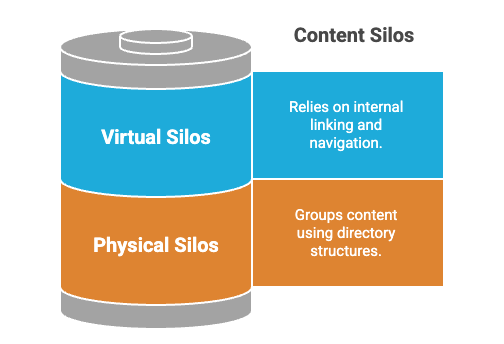 Content Silos
Virtual Silos
Relies on internal
linking and
navigation.
Physical Silos
Groups content
using directory
structures.